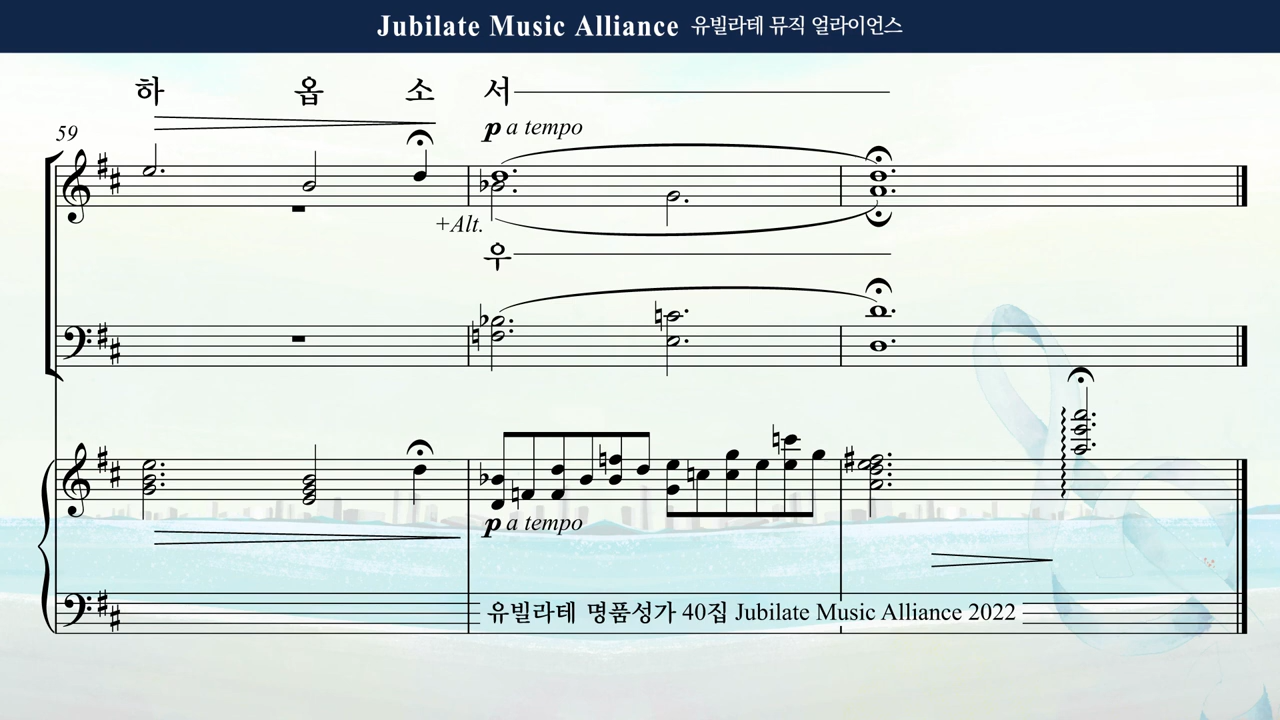 Jubilate Music Alliance 유빌라테 뮤직 얼라이언스
하 옵 소 서
59
p a tempo
+Alt.
우
p a tempo
유빌라테 명품성가 40집 Jubilate Music Alliance 2022